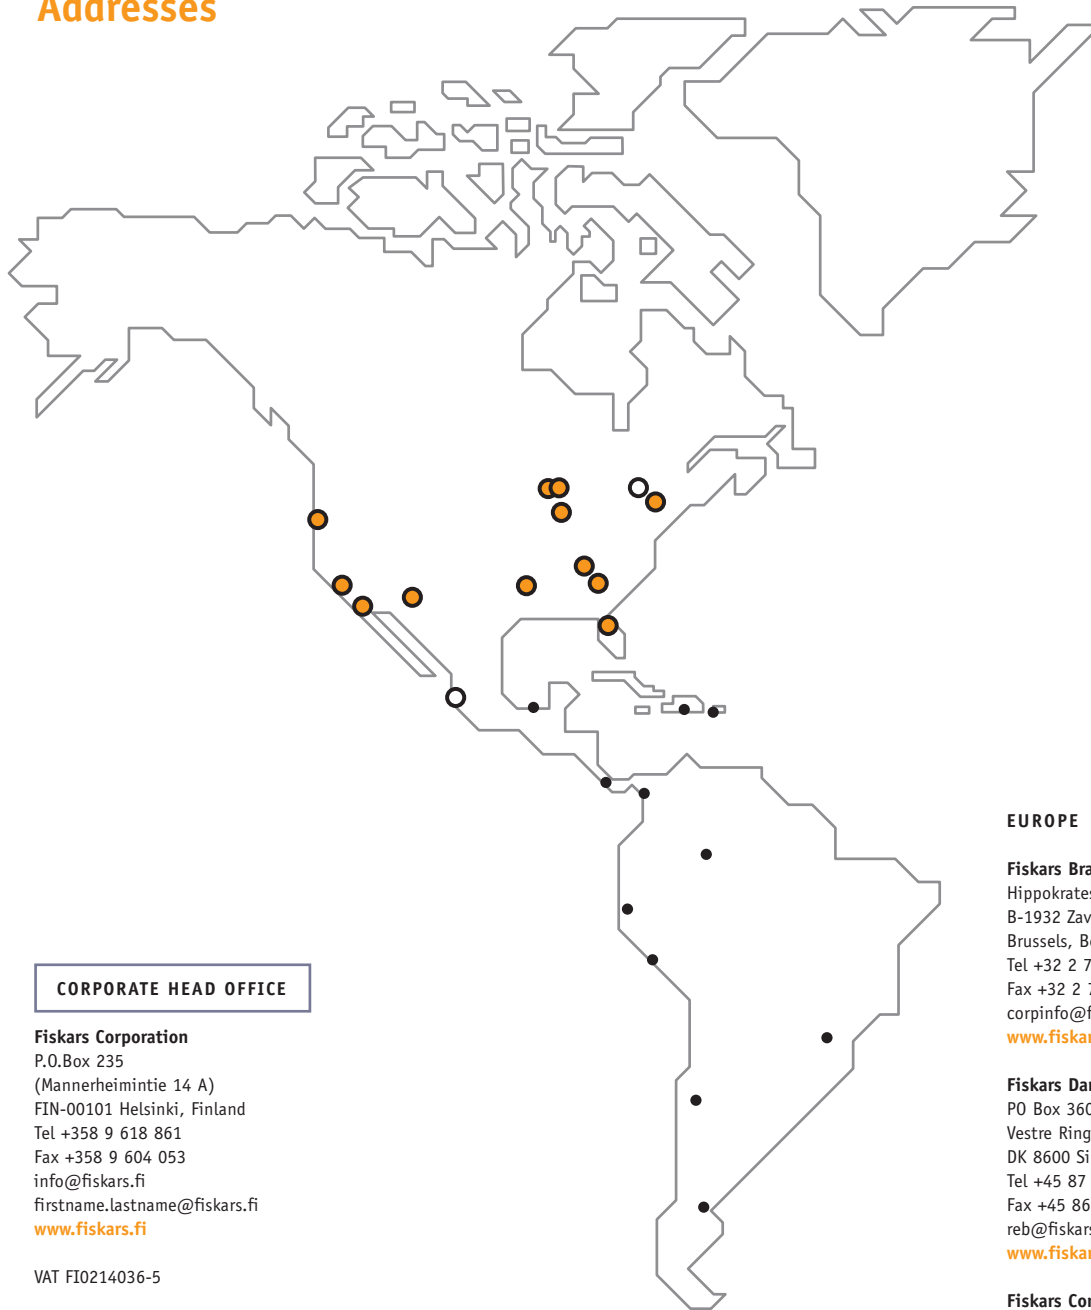 Addresses
CORPORATE HEAD OFFICE
Fiskars Corporation
P.O.Box 235
(Mannerheimintie 14 A)
FIN-00101 Helsinki, Finland
Tel +358 9 618 861
Fax +358 9 604 053
info@fiskars.fi
firstname.lastname@fiskars.fi
www.fiskars.fi
VAT FI0214036-5
EUROPE
Fiskars Bra
Hippokrates
B-1932 Zav
Brussels, B
Tel +32 2 7
Fax +32 2
corpinfo@f
www.fiskar
Fiskars Da
PO Box 360
Vestre Ring
DK 8600 Si
Tel +45 87
Fax +45 86
reb@fiskars
www.fiskar
Fiskars Cor